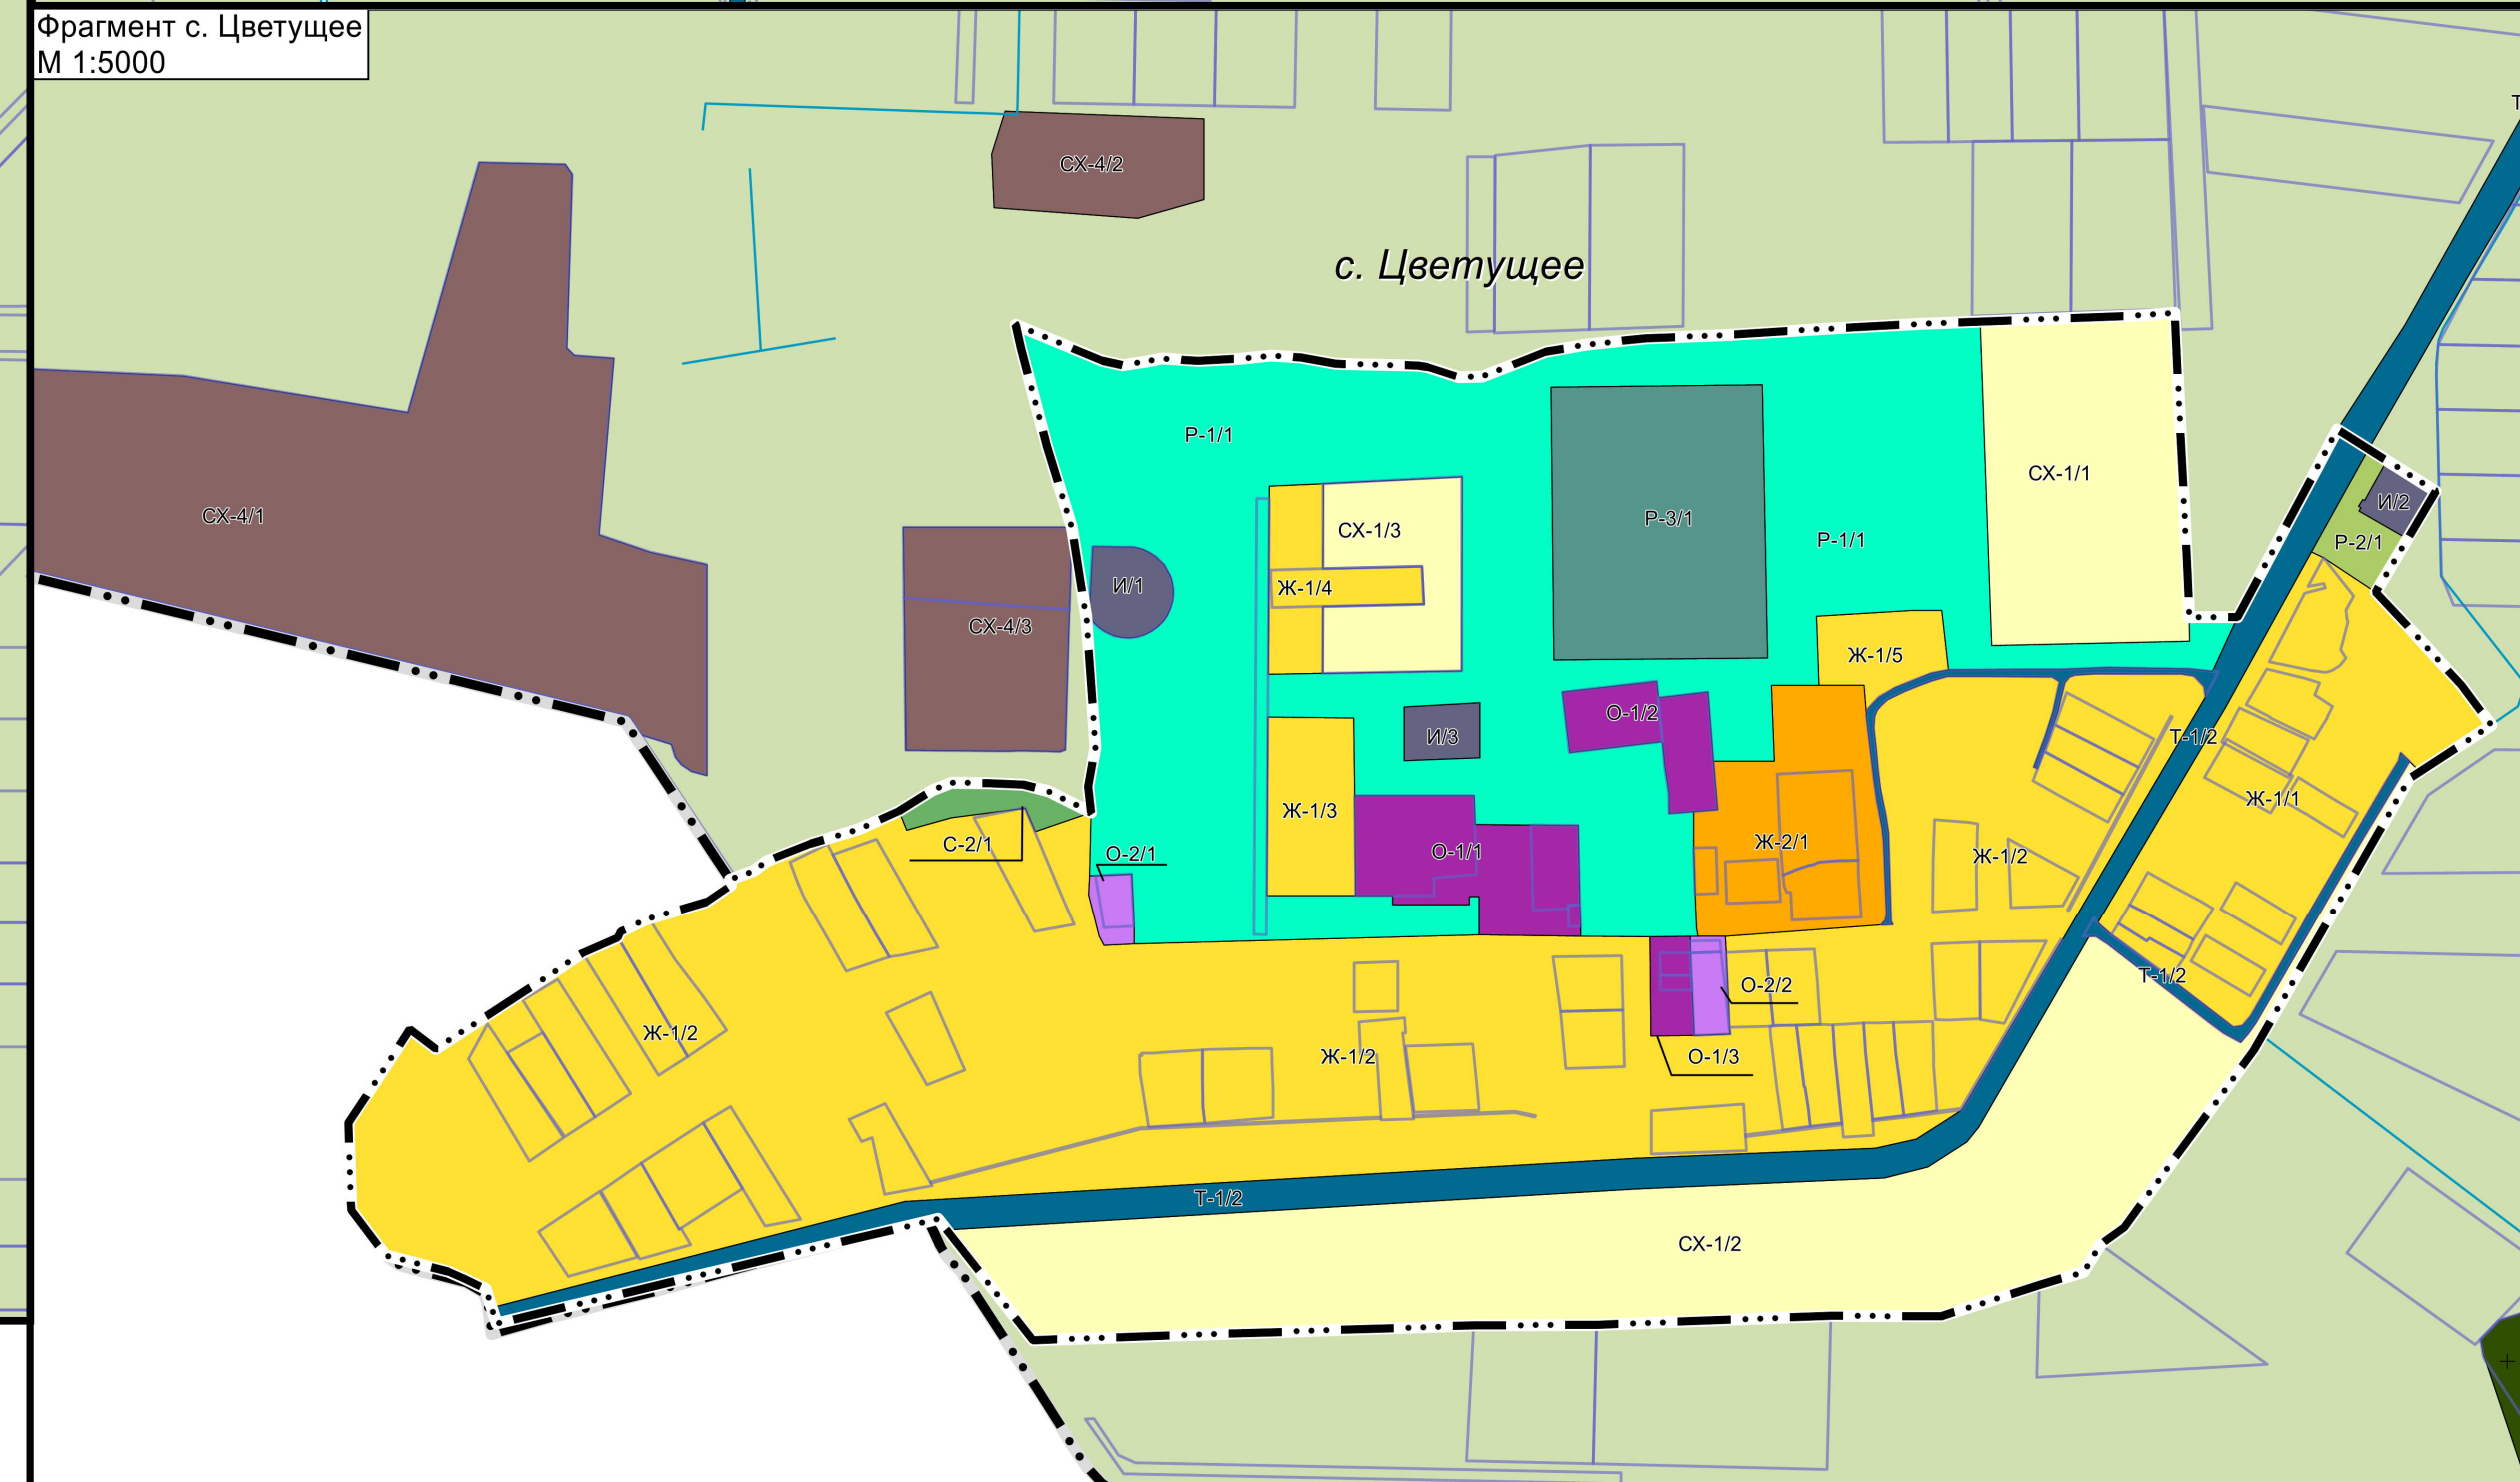 Фрагмент с. Цветущее
М 1:5000
СХ-4/2
с. Цветущее
Р-1/1
СХ-1/1
СХ-4/1
СХ-1/3
Р-3/1
Р-1/1
И/2
Р-2/1
И/1
Ж-1/4
СХ-4/3
Ж-1/5
О-1/2
И/3
Т-1/2
Ж-1/1
Ж-1/3
С-2/1
О-2/1
О-1/1
Ж-2/1
Ж-1/2
Т-1/2
О-2/2
Ж-1/2
Ж-1/2
О-1/3
Т-1/2
СХ-1/2